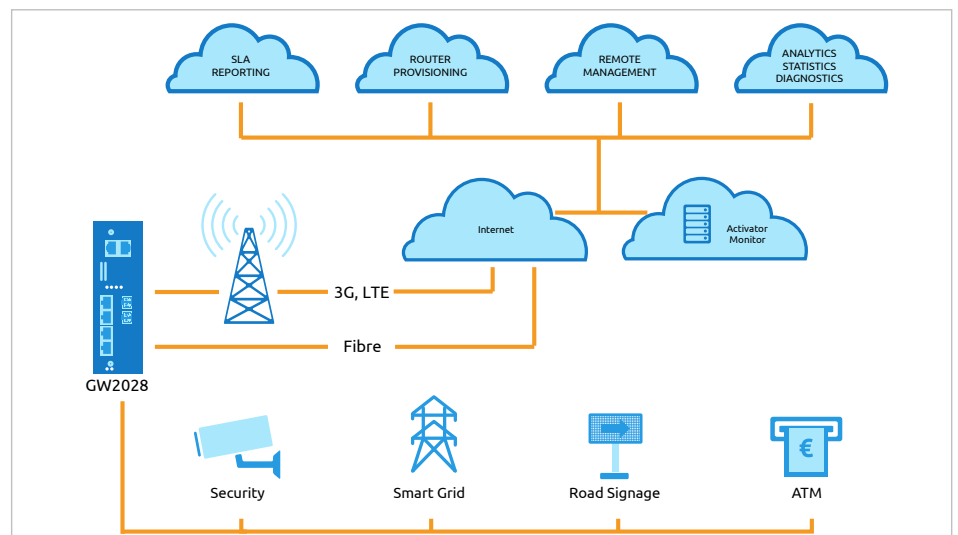 SLA
REPORTING
ROUTER
PROVISIONING
REMOTE
MANAGEMENT
ANALYTICS
STATISTICS
DIAGNOSTICS
Internet
Activator
Monitor
3G, LTE
Fibre
GW2028
€
Security
Smart Grid
Road Signage
ATM